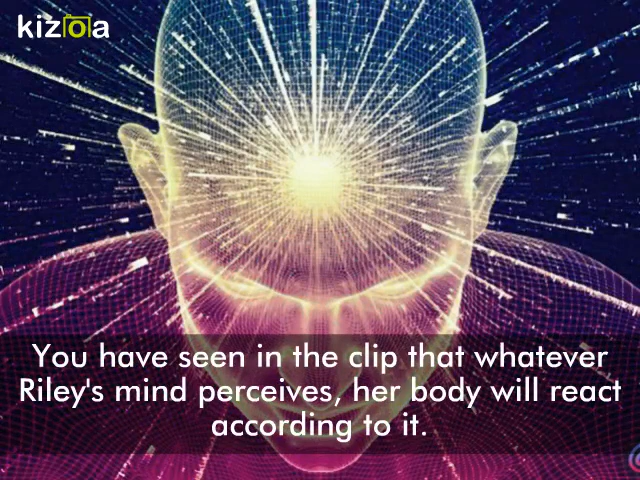 kizoa
You have seen in the clip that whatever
Riley's mind perceives, her body will react
according to it.